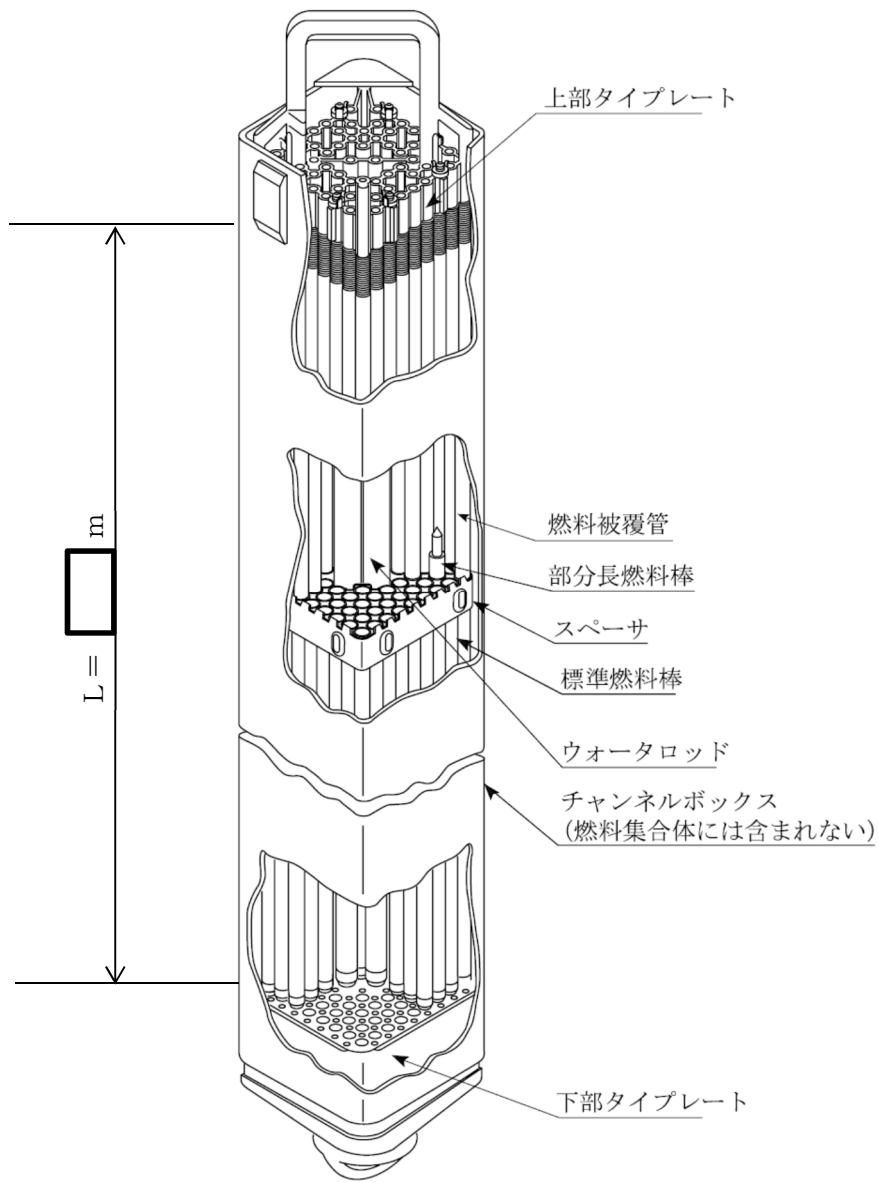 上部タイプレート
L = m
燃料被覆管
部分長燃料棒
スペーサ
標準燃料棒
ウォータロッド
チャンネルボックス
（燃料集合体には含まれない）
下部タイプレート